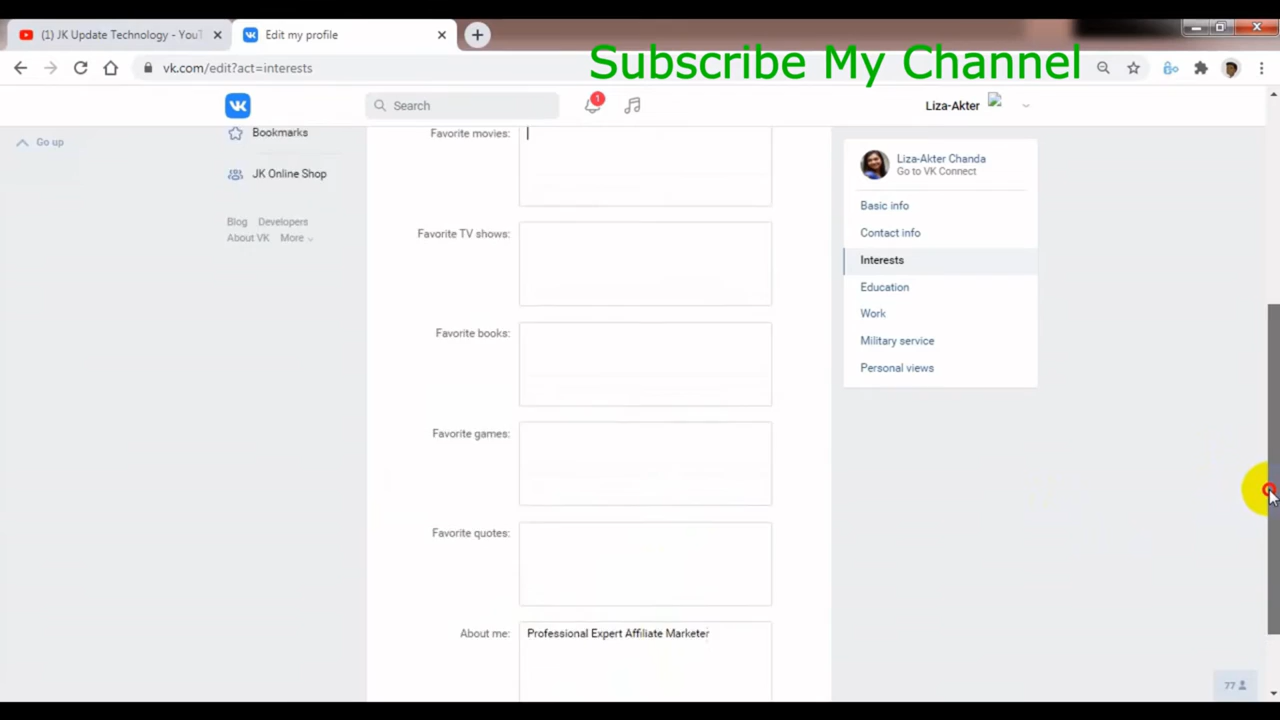 (1) JK Update Technology - YouT
Edit my profile
vk.com/edit?act=interests
Subscribe My Channel
Search
1
Liza-Akter
Go up
Bookmarks
JK Online Shop
Blog Developers
About VK More
Favorite movies:
Favorite TV shows:
Favorite books:
Favorite games:
Favorite quotes:
About me: Professional Expert Affiliate Marketer
Liza-Akter Chanda
Go to VK Connect
Basic info
Contact info
Interests
Education
Work
Military service
Personal views
77